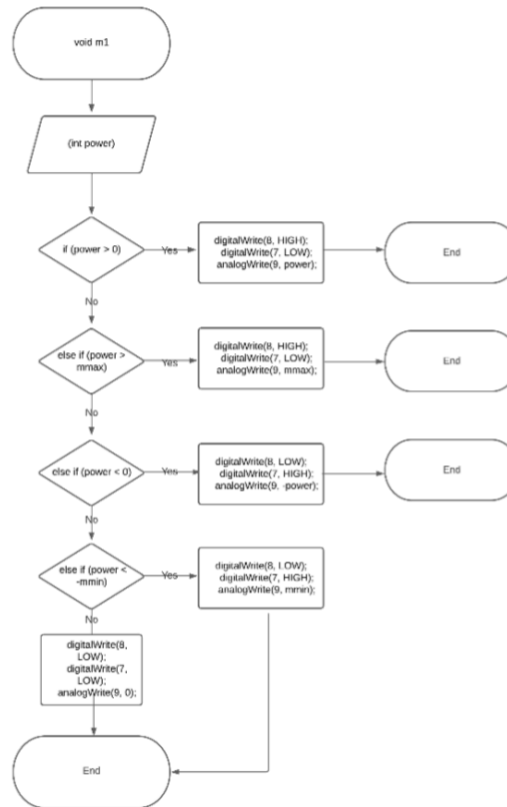 void m1
(int power)
if (power > 0)
Yes
digitalWrite(8, HIGH);
digitalWrite(7, LOW);
analogWrite(9, power);
End
No
else if (power >
mmax)
Yes
digitalWrite(8, HIGH);
digitalWrite(7, LOW);
analogWrite(9, mmax);
End
No
else if (power < 0)
Yes
digitalWrite(8, LOW);
digitalWrite(7, HIGH);
analogWrite(9, -power);
End
No
else if (power <
-mmin)
Yes
digitalWrite(8, LOW);
digitalWrite(7, HIGH);
analogWrite(9, mmin);
No
digitalWrite(8,
LOW);
digitalWrite(7,
LOW);
analogWrite(9, 0);
End